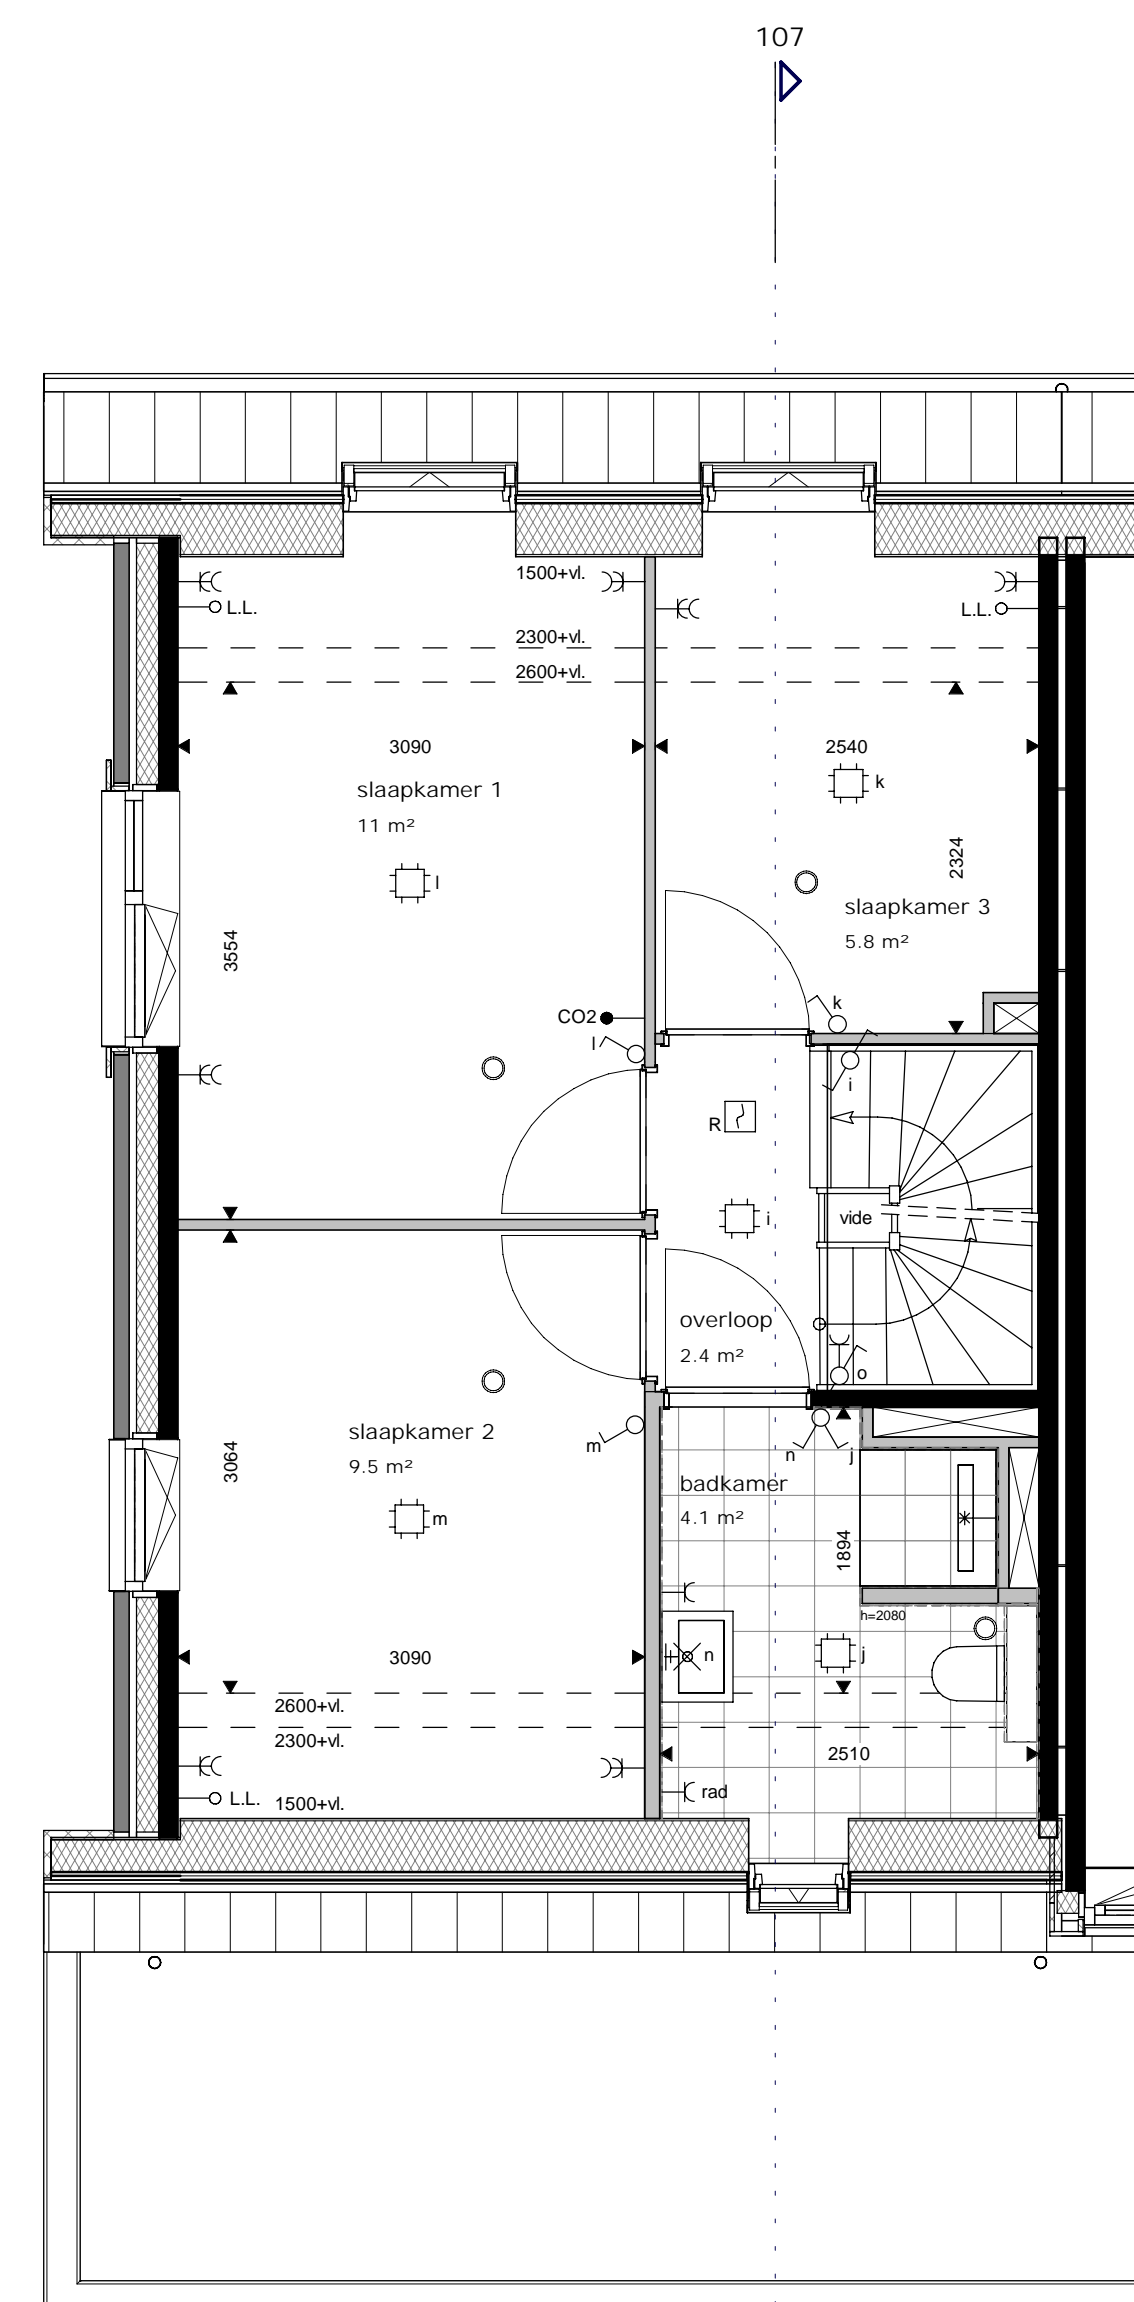 107
1500+vl.
L.L.
L.L.
2300+vl.
2600+vl.
3090
2540
k
slaapkamer 1
11 m²
l
2324
slaapkamer 3
5.8 m²
3554
k
CO2
l
i
R
i
vide
overloop
2.4 m²
o
slaapkamer 2
9.5 m²
m
n
j
3064
badkamer
4.1 m²
m
1894
h=2080
3090
n
j
2600+vl.
2300+vl.
2510
rad
L.L.
1500+vl.